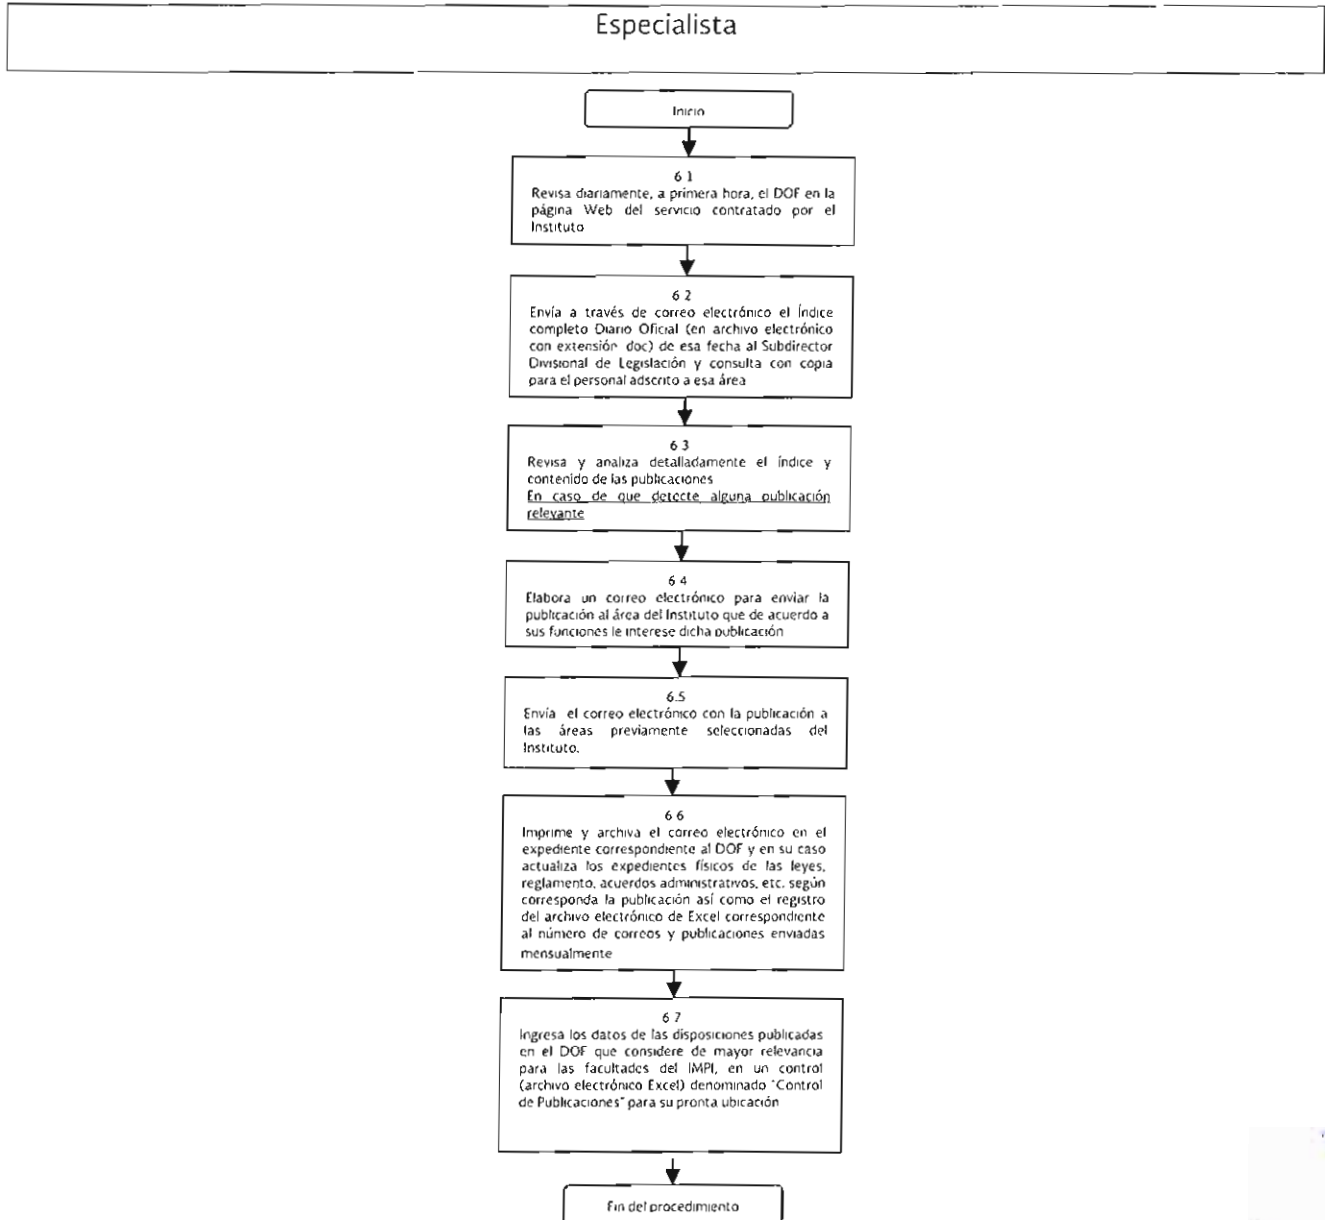 Especialista
Inicio
6 1
Revisa diariamente, a primera hora, el DOF en la
página Web del servicio contratado por el
Instituto
6 2
Envía a través de correo electrónico el Índice
completo Diario Oficial (en archivo electrónico
con extensión doc) de esa fecha al Subdirector
Divisional de Legislación y consulta con copia
para el personal adscrito a esa área
6 3
Revisa y analiza detalladamente el índice y
contenido de las publicaciones
En caso de que detecte alguna publicación
relevante
6 4
Elabora un correo electrónico para enviar la
publicación al área del Instituto que de acuerdo a
sus funciones le interese dicha publicación
6.5
Envía el correo electrónico con la publicación a
las áreas previamente seleccionadas del
Instituto.
6 6
Imprime y archiva el correo electrónico en el
expediente correspondiente al DOF y en su caso
actualiza los expedientes físicos de las leyes,
reglamento, acuerdos administrativos, etc. según
corresponda la publicación así como el registro
del archivo electrónico de Excel correspondiente
al número de correos y publicaciones enviadas
mensualmente
6 7
Ingresa los datos de las disposiciones publicadas
en el DOF que considere de mayor relevancia
para las facultades del IMPI, en un control
(archivo electrónico Excel) denominado "Control
de Publicaciones" para su pronta ubicación
Fin del procedimiento